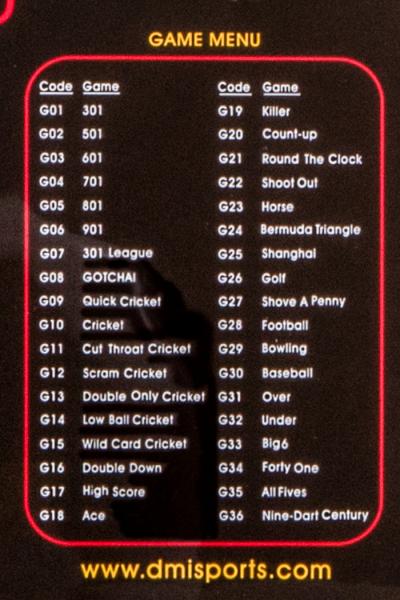 GAME MENU
Code Game
G01 301
G02 501
G03 601
G04 701
G05 801
G06 901
G07 301 League
G08 GOTCHA!
G09 Quick Cricket
G10 Cricket
G11 Cut Throat Cricket
G12 Scram Cricket
G13 Double Only Cricket
G14 Low Ball Cricket
G15 Wild Card Cricket
G16 Double Down
G17 High Score
G18 Ace
Code Game
G19 Killer
G20 Count-up
G21 Round The Clock
G22 Shoot Out
G23 Horse
G24 Bermuda Triangle
G25 Shanghai
G26 Golf
G27 Shove A Penny
G28 Football
G29 Bowling
G30 Baseball
G31 Over
G32 Under
G33 Big6
G34 Forty One
G35 All Fives
G36 Nine-Dart Century
www.dmisports.com